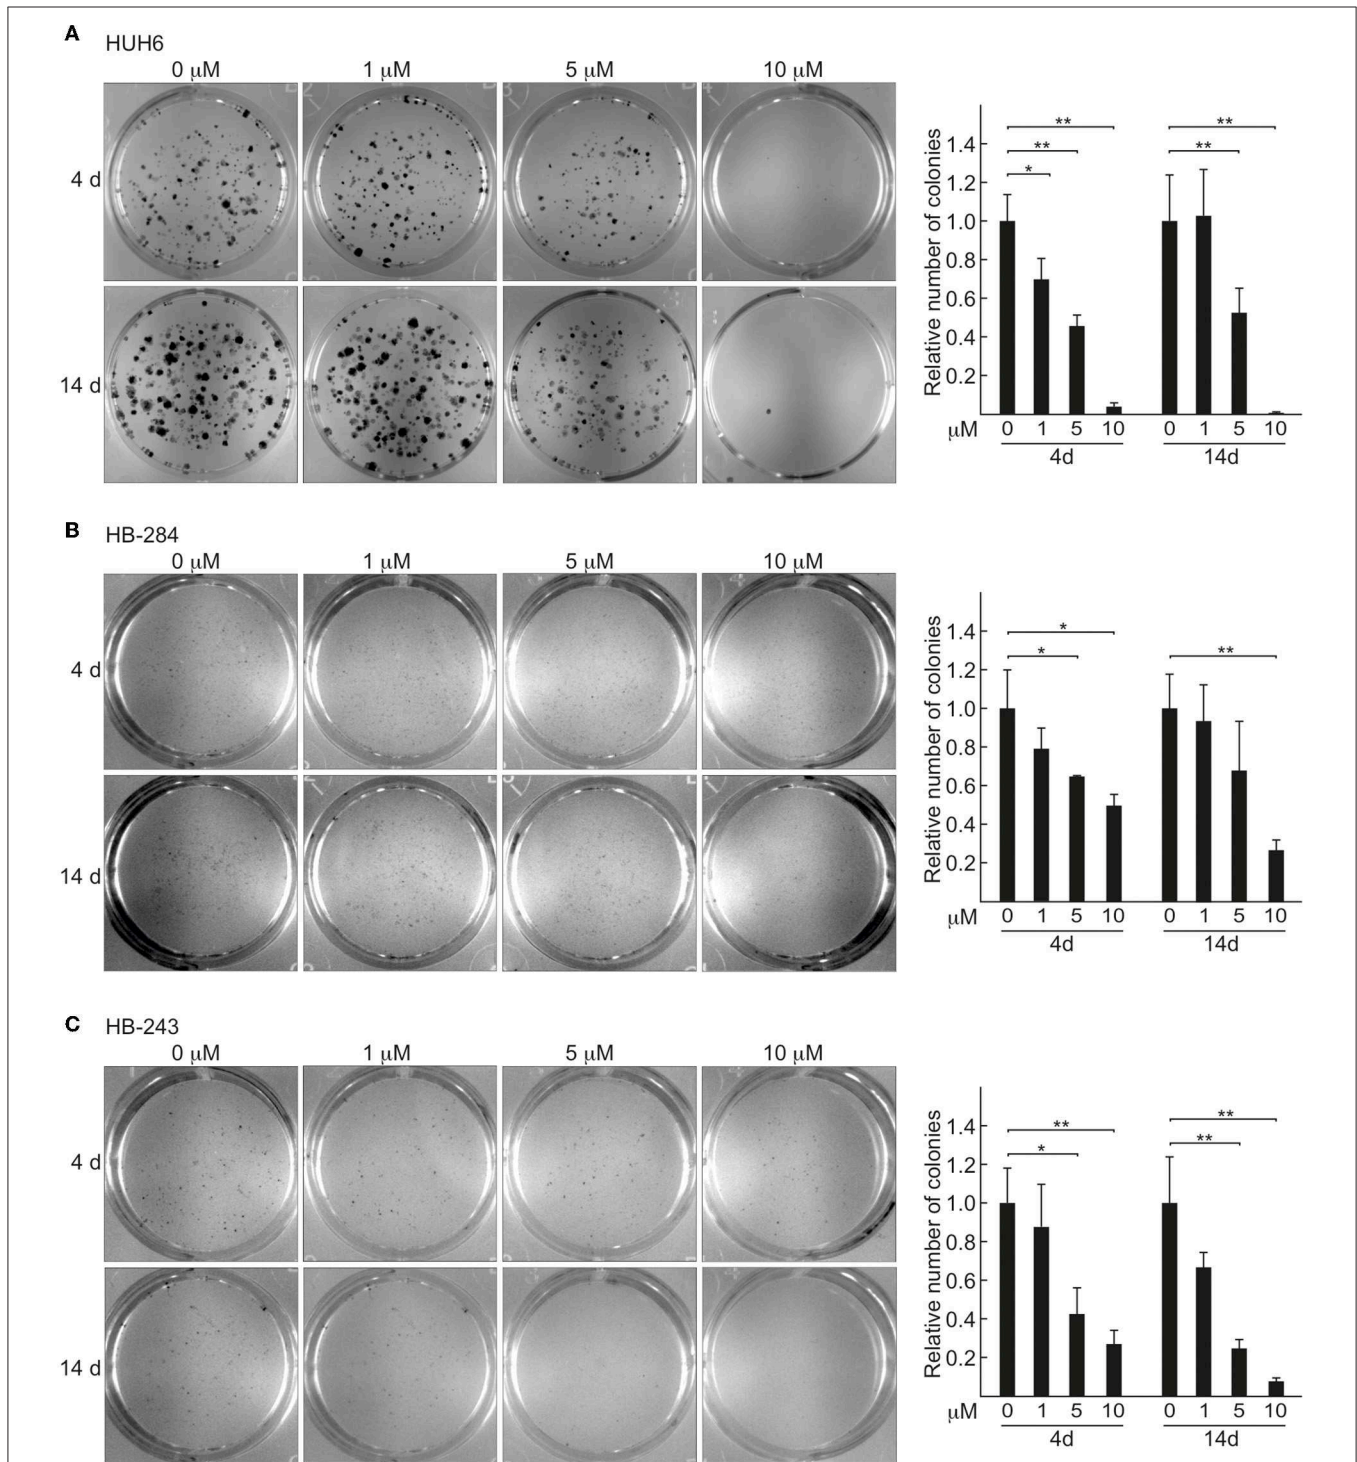 A
HUH6
0 μM 1 μM 5 μM 10 μM
4 d
14 d
Relative number of colonies
1.4
1.2
1.0
0.8
0.6
0.4
0.2
** **
** **
*
μM 0 1 5 10 0 1 5 10
4d 14d
B
HB-284
0 μM 1 μM 5 μM 10 μM
4 d
14 d
Relative number of colonies
1.4
1.2
1.0
0.8
0.6
0.4
0.2
*
* **
μM 0 1 5 10 0 1 5 10
4d 14d
C
HB-243
0 μM 1 μM 5 μM 10 μM
4 d
14 d
Relative number of colonies
1.4
1.2
1.0
0.8
0.6
0.4
0.2
** **
* **
μM 0 1 5 10 0 1 5 10
4d 14d